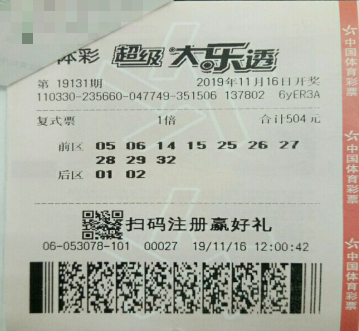 体彩 超级大乐透
第 19131期 2019年11月16日开奖
110330-235660-047749-351506 137802 6yER3A
复式票 1倍 合计504元
前区 05 06 14 15 25 26 27
28 29 32
后区 01 02
扫码注册赢好礼
06-053078-101 00027 19/11/16 12:00:42
中国体育彩票
中国体育彩票
中国体育彩票